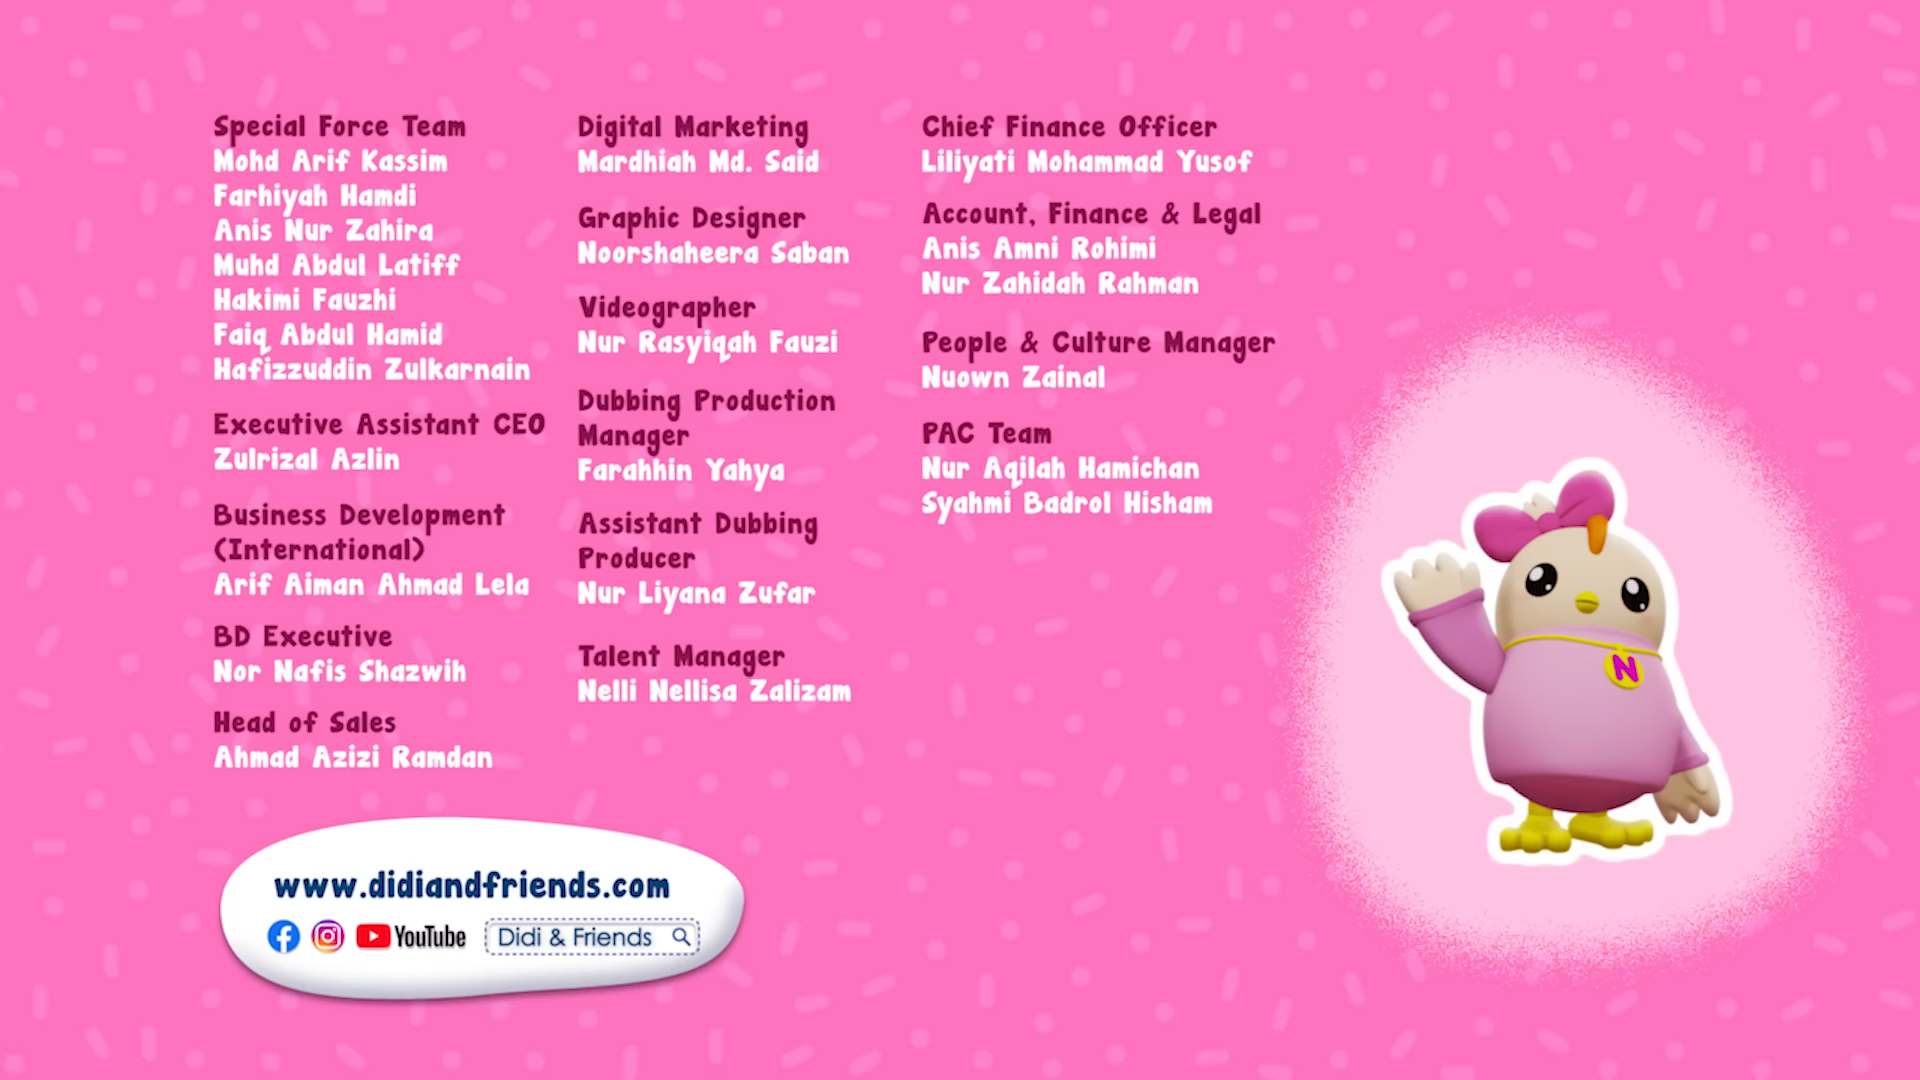 Special Force Team
Mohd Arif Kassim
Farhiyah Hamdi
Anis Nur Zahira
Muhd Abdul Latiff
Hakimi Fauzhi
Faiq Abdul Hamid
Hafizzuddin Zulkarnain
Executive Assistant CEO
Zulrizal Azlin
Business Development
(International)
Arif Aiman Ahmad Lela
BD Executive
Nor Nafis Shazwih
Head of Sales
Ahmad Azizi Ramdan
Digital Marketing
Mardhiah Md. Said
Graphic Designer
Noorshaheera Saban
Videographer
Nur Rasyiqah Fauzi
Dubbing Production
Manager
Farahhin Yahya
Assistant Dubbing
Producer
Nur Liyana Zufar
Talent Manager
Nelli Nellisa Zalizam
Chief Finance Officer
Liliyati Mohammad Yusof
Account, Finance & Legal
Anis Amni Rohimi
Nur Zahidah Rahman
People & Culture Manager
Nuown Zainal
PAC Team
Nur Aqilah Hamichan
Syahmi Badrol Hisham
N
www.didiandfriends.com
YouTube Didi & Friends